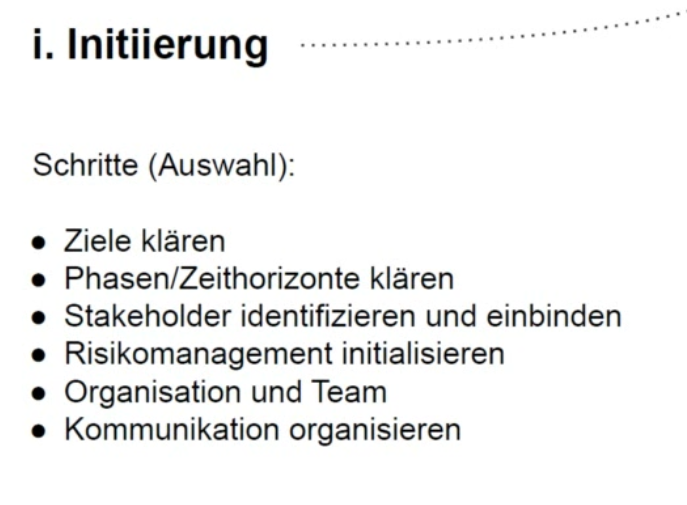 i. Initiierung
Schritte (Auswahl):
● Ziele klären
● Phasen/Zeithorizonte klären
● Stakeholder identifizieren und einbinden
● Risikomanagement initialisieren
● Organisation und Team
● Kommunikation organisieren